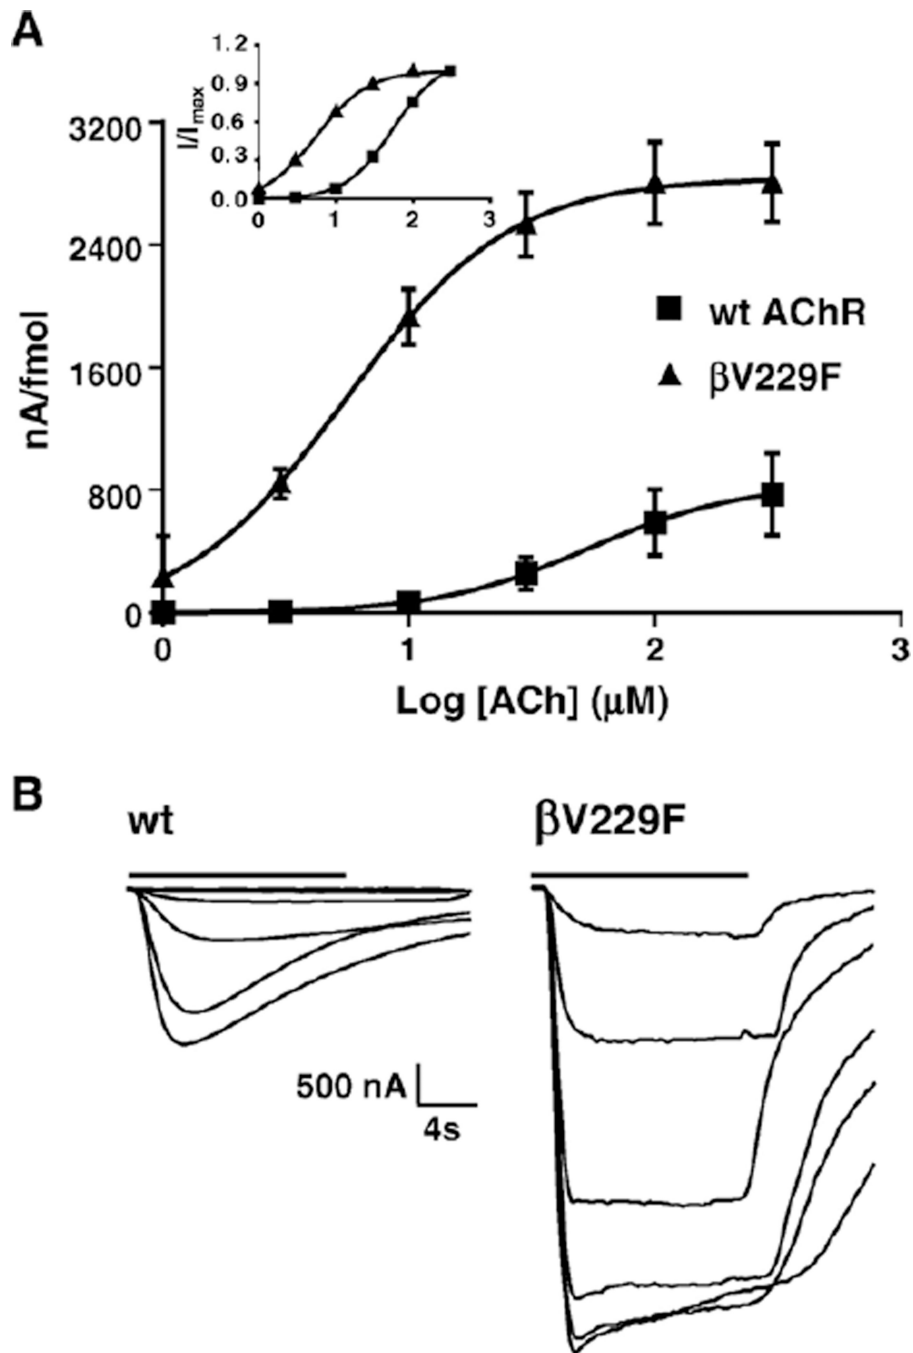 A
1.2
0.9
0.6
0.3
0.0
I/Imax
0 1 2 3
3200
2400
1600
800
0
nA/fmol
wt AChR
βV229F
0 1 2 3
Log [ACh] (μM)
B
wt
βV229F
500 nA
4s